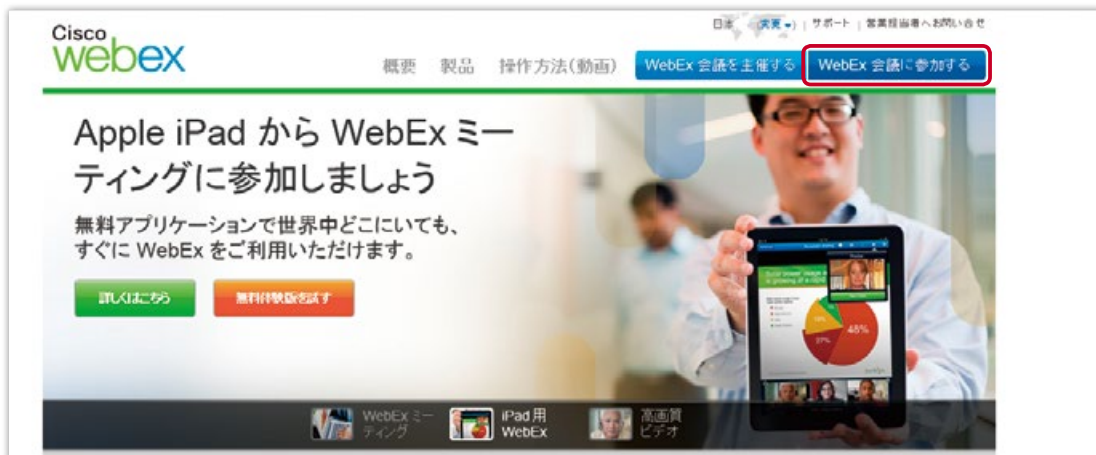 日本 (変更▼) | サポート | 営業担当者へお問い合せ
Cisco
webex
概要 製品 操作方法(動画) WebEx 会議を主催する WebEx 会議に参加する
Apple iPad から WebEx ミー
ティングに参加しましょう
無料アプリケーションで世界中どこにいても、
すぐに WebEx をご利用いただけます。
詳しくはこちら 無料体験版を試す
48%
27%
WebEx ミー
ティング
iPad 用
WebEx
高画質
ビデオ